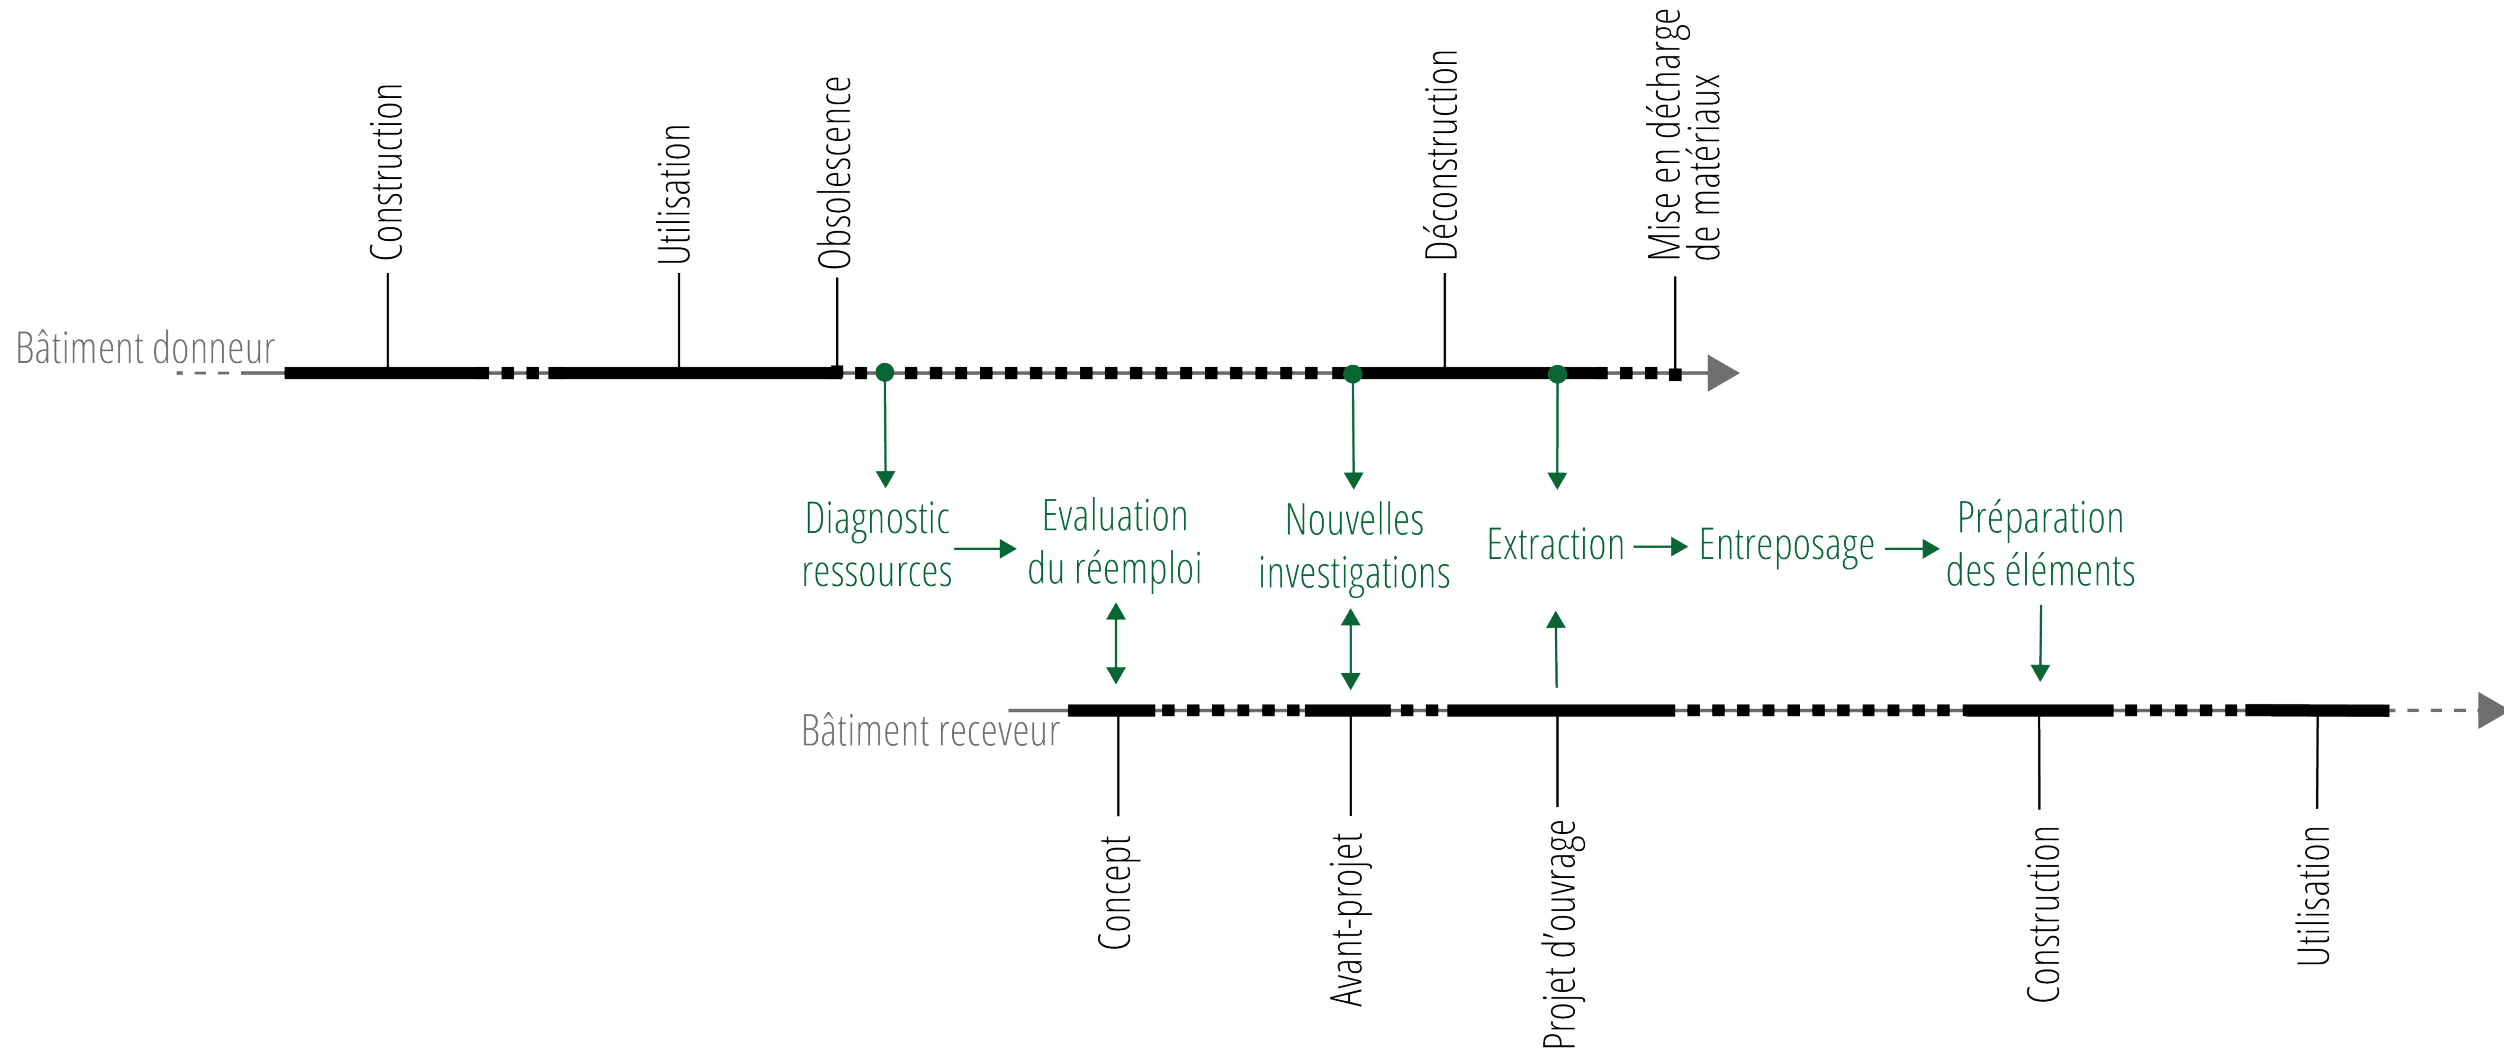 Construction
Utilisation
Obsolescence
Déconstruction
Mise en décharge
de matériaux
Bâtiment donneur
Diagnostic
ressources
Evaluation
du réemploi
Nouvelles
investigations
Extraction
Entreposage
Préparation
des éléments
Bâtiment receveur
Concept
Avant-projet
Projet d'ouvrage
Construction
Utilisation